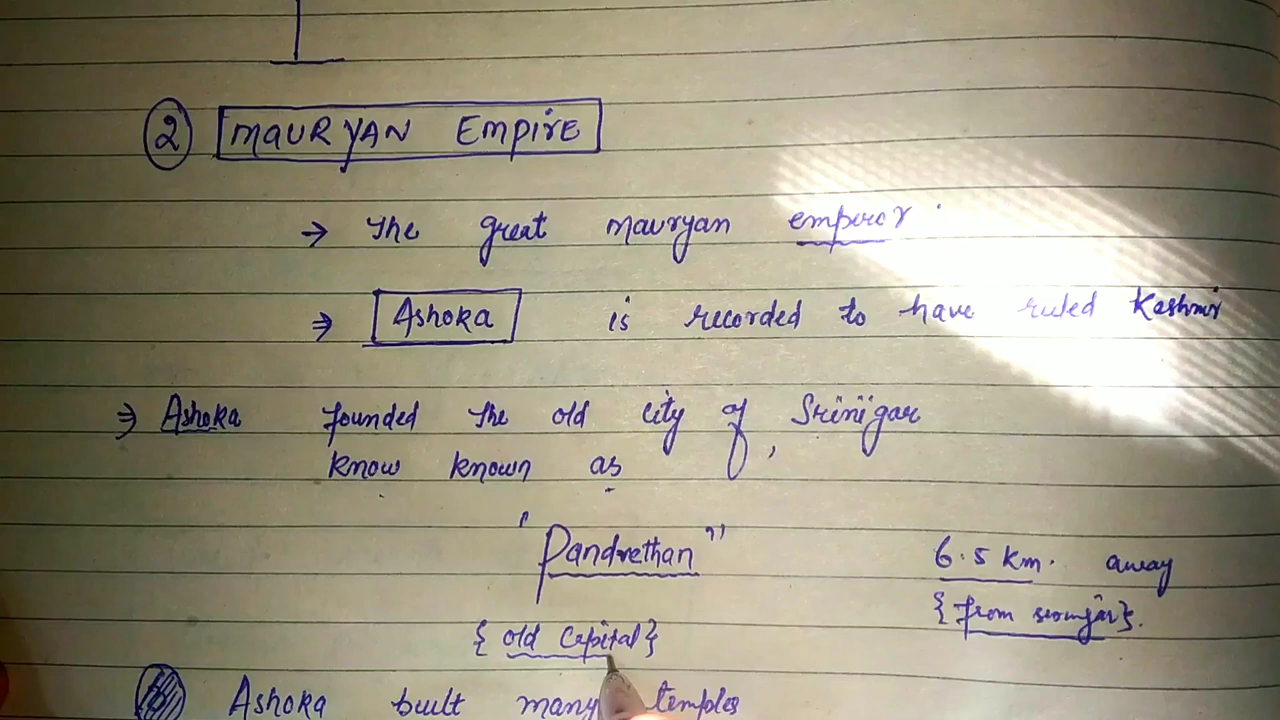 ② MAURYAN EMPIRE
→ The great mauryan emperor
⇒ Ashoka is recorded to have ruled Kashmir
⇒ Ashoka founded the old city of Srinigar,
know known as
"Pandrethan"
6.5 km. away
{from srinigar}.
{old Capital}
Ashoka built many temples